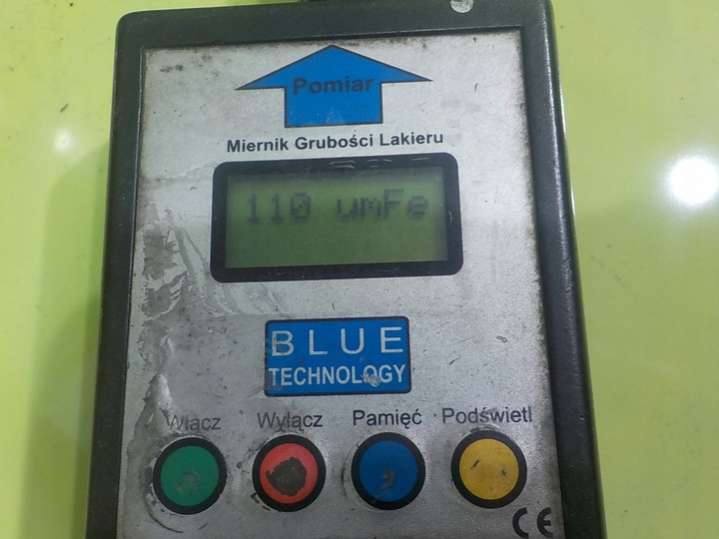 Pomiar
Miernik Grubości Lakieru
110 umFe
BLUE
TECHNOLOGY
Włącz Wyłącz Pamięć Podświetl
CE